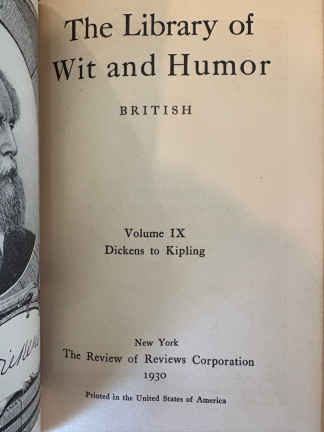 The Library of
Wit and Humor
BRITISH
Volume IX
Dickens to Kipling
New York
The Review of Reviews Corporation
1930
Printed in the United States of America